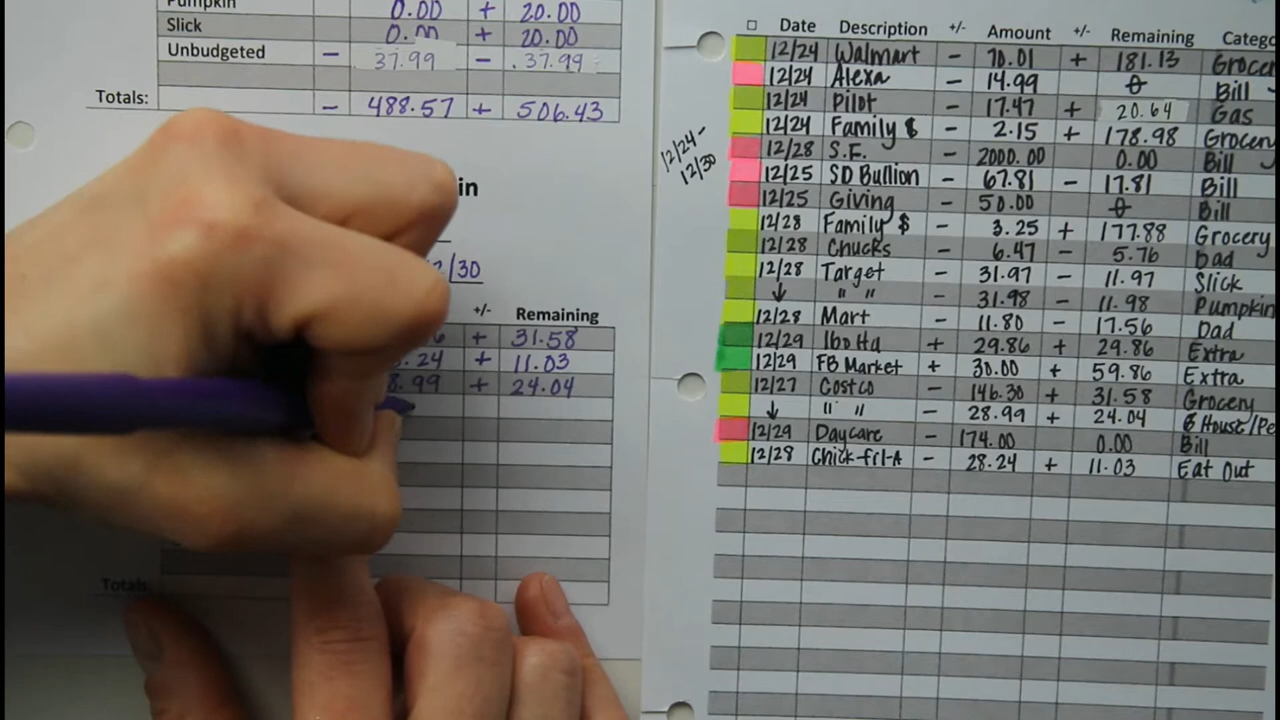 Pumpkin 0.00 + 20.00
Slick 0.00 + 20.00
Unbudgeted - 37.99 - 37.99
Totals: - 488.57 + 506.43
in
/30
+/- Remaining
+ 31.58
.24 + 11.03
8.99 + 24.04
Totals
12/24 -
12/30
Date Description +/- Amount +/- Remaining Catego
12/24 Walmart - 70.01 + 181.13 Grocer
12/24 Alexa - 14.99 0 Bill
12/24 Pilot - 17.47 + 20.64 Gas
12/24 Family $ - 2.15 + 178.98 Grocery
12/28 S.F. - 2000.00 0.00 Bill
12/25 SD Bullion - 67.81 - 17.81 Bill
12/25 Giving - 50.00 0 Bill
12/28 Family $ - 3.25 + 177.88 Grocery
12/28 Chucks - 6.47 - 5.76 Dad
12/28 Target - 31.97 - 11.97 Slick
↓ " " - 31.98 - 11.98 Pumpkin
12/28 Mart - 11.80 - 17.56 Dad
12/29 Ibotta + 29.86 + 29.86 Extra
12/29 FB Market + 30.00 + 59.86 Extra
12/27 Costco - 146.30 + 31.58 Grocery
↓ " " - 28.99 + 24.04 House/Pe
12/29 Daycare - 174.00 0.00 Bill
12/28 Chick-fil-A - 28.24 + 11.03 Eat Out